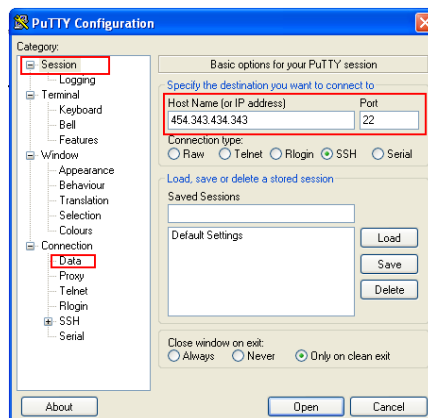 PuTTY Configuration
Category:
Session
Logging
Terminal
Keyboard
Bell
Features
Window
Appearance
Behaviour
Translation
Selection
Colours
Connection
Data
Proxy
Telnet
Rlogin
SSH
Serial
Basic options for your PuTTY session
Specify the destination you want to connect to
Host Name (or IP address) Port
454.343.434.343 22
Connection type:
Raw Telnet Rlogin SSH Serial
Load, save or delete a stored session
Saved Sessions
Default Settings
Load
Save
Delete
Close window on exit:
Always Never Only on clean exit
About Open Cancel